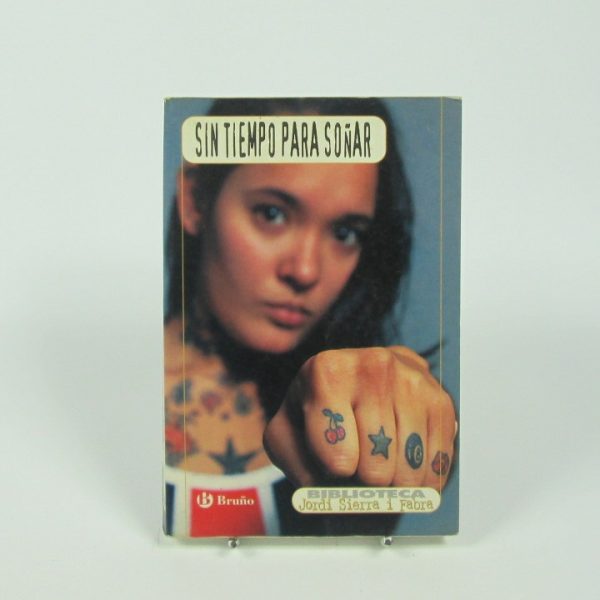 SIN TIEMPO PARA SOÑAR
Bruño
BIBLIOTECA
Jordi Sierra i Fabra